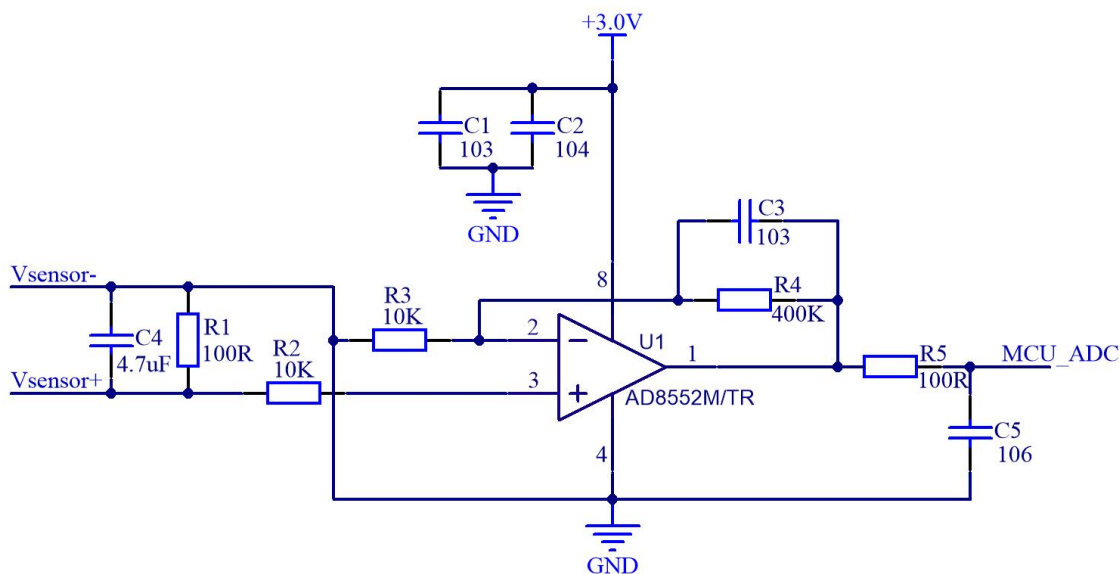 +3.0V
C1
103
C2
104
GND
C3
103
Vsensor-
8
R4
400K
R3
10K
C4
4.7uF
R1
100R
2
U1
1
R2
10K
Vsensor+
3
AD8552M/TR
R5
100R
MCU_ADC
C5
106
4
GND